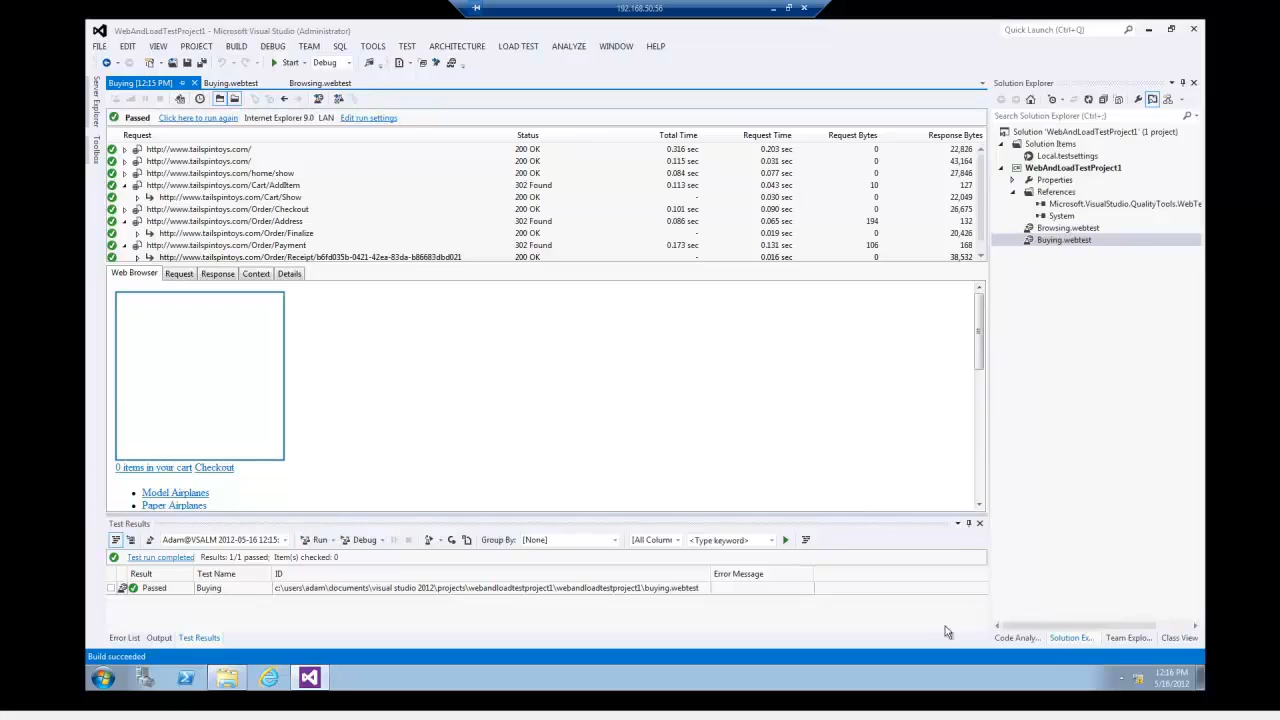 192.168.50.56
WebAndLoadTestProject1 - Microsoft Visual Studio (Administrator)
Quick Launch (Ctrl+Q)
FILE EDIT VIEW PROJECT BUILD DEBUG TEAM SQL TOOLS TEST ARCHITECTURE LOAD TEST ANALYZE WINDOW HELP
Start Debug
Server Explorer
Toolbox
Buying [12:15 PM] Buying.webtest Browsing.webtest
Passed Click here to run again Internet Explorer 9.0 LAN Edit run settings
Request Status Total Time Request Time Request Bytes Response Bytes
http://www.tailspintoys.com/ 200 OK 0.316 sec 0.203 sec 0 22,826
http://www.tailspintoys.com/ 200 OK 0.115 sec 0.031 sec 0 43,164
http://www.tailspintoys.com/home/show 200 OK 0.084 sec 0.077 sec 0 27,846
http://www.tailspintoys.com/Cart/AddItem 302 Found 0.113 sec 0.043 sec 10 127
http://www.tailspintoys.com/Cart/Show 200 OK - 0.030 sec 0 22,049
http://www.tailspintoys.com/Order/Checkout 200 OK 0.101 sec 0.090 sec 0 26,675
http://www.tailspintoys.com/Order/Address 302 Found 0.086 sec 0.065 sec 194 132
http://www.tailspintoys.com/Order/Finalize 200 OK - 0.019 sec 0 20,426
http://www.tailspintoys.com/Order/Payment 302 Found 0.173 sec 0.131 sec 106 168
http://www.tailspintoys.com/Order/Receipt/b6fd035b-0421-42ea-83da-b86683dbd021 200 OK - 0.016 sec 0 38,532
Web Browser Request Response Context Details
0 items in your cart Checkout
Model Airplanes
Paper Airplanes
Test Results
Adam@VSALM 2012-05-16 12:15: Run Debug Group By: [None] [All Colum <Type keyword>
Test run completed Results: 1/1 passed; Item(s) checked: 0
Result Test Name ID Error Message
Passed Buying c:\users\adam\documents\visual studio 2012\projects\webandloadtestproject1\webandloadtestproject1\buying.webtest
Error List Output Test Results
Solution Explorer
Search Solution Explorer (Ctrl+;)
Solution 'WebAndLoadTestProject1' (1 project)
Solution Items
Local.testsettings
WebAndLoadTestProject1
Properties
References
Microsoft.VisualStudio.QualityTools.WebTe
System
Browsing.webtest
Buying.webtest
Code Analy... Solution Ex... Team Explo... Class View
Build succeeded
12:16 PM
5/16/2012